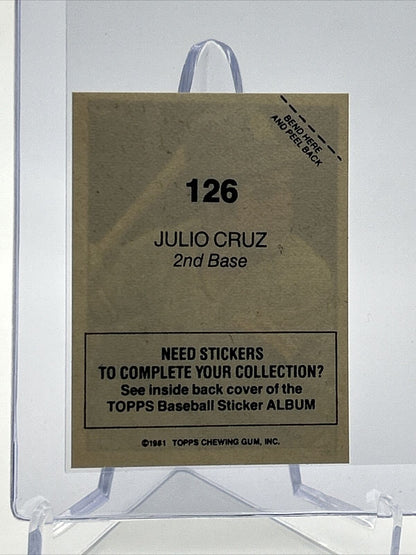 BEND HERE
AND PEEL BACK
126
JULIO CRUZ
2nd Base
NEED STICKERS
TO COMPLETE YOUR COLLECTION?
See inside back cover of the
TOPPS Baseball Sticker ALBUM
©1981 TOPPS CHEWING GUM, INC.